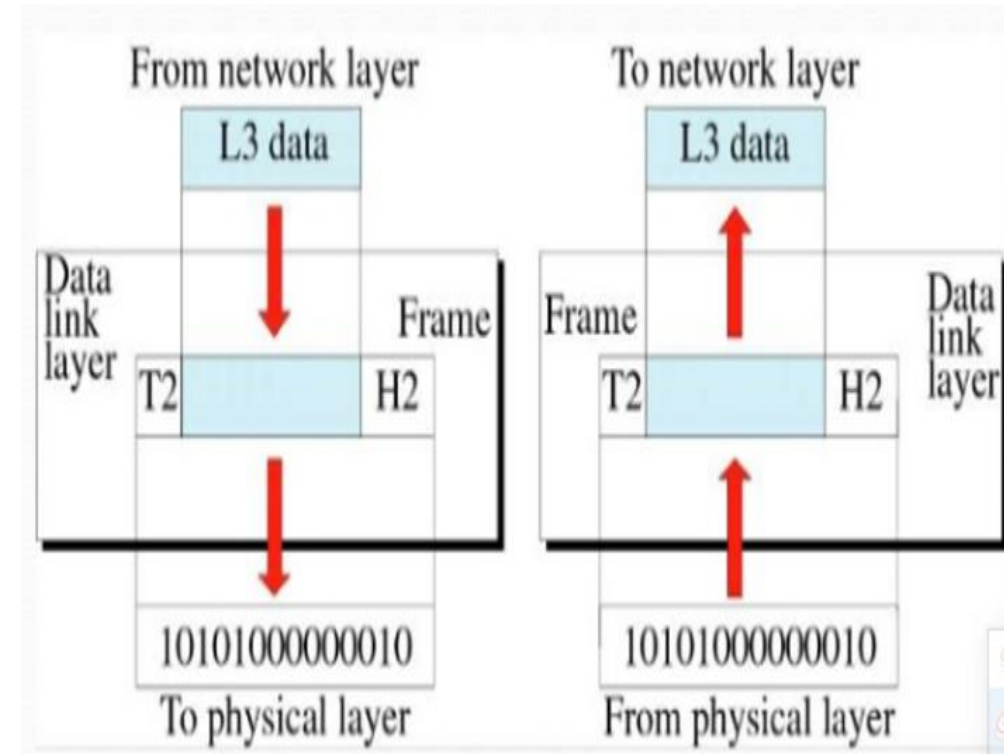 From network layer
L3 data
Data
link
layer
Frame
T2
H2
10101000000010
To physical layer
To network layer
L3 data
Frame
Data
link
layer
T2
H2
10101000000010
From physical layer